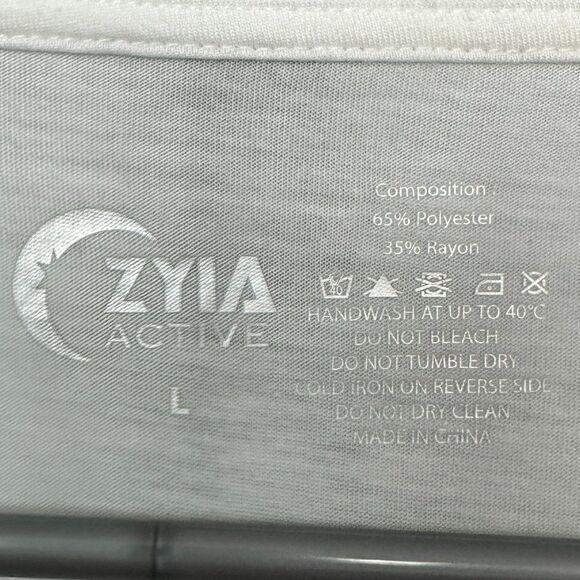 ZYIA
ACTIVE
L
Composition :
65% Polyester
35% Rayon
HANDWASH AT UP TO 40°C
DO NOT BLEACH
DO NOT TUMBLE DRY
COLD IRON ON REVERSE SIDE
DO NOT DRY CLEAN
MADE IN CHINA